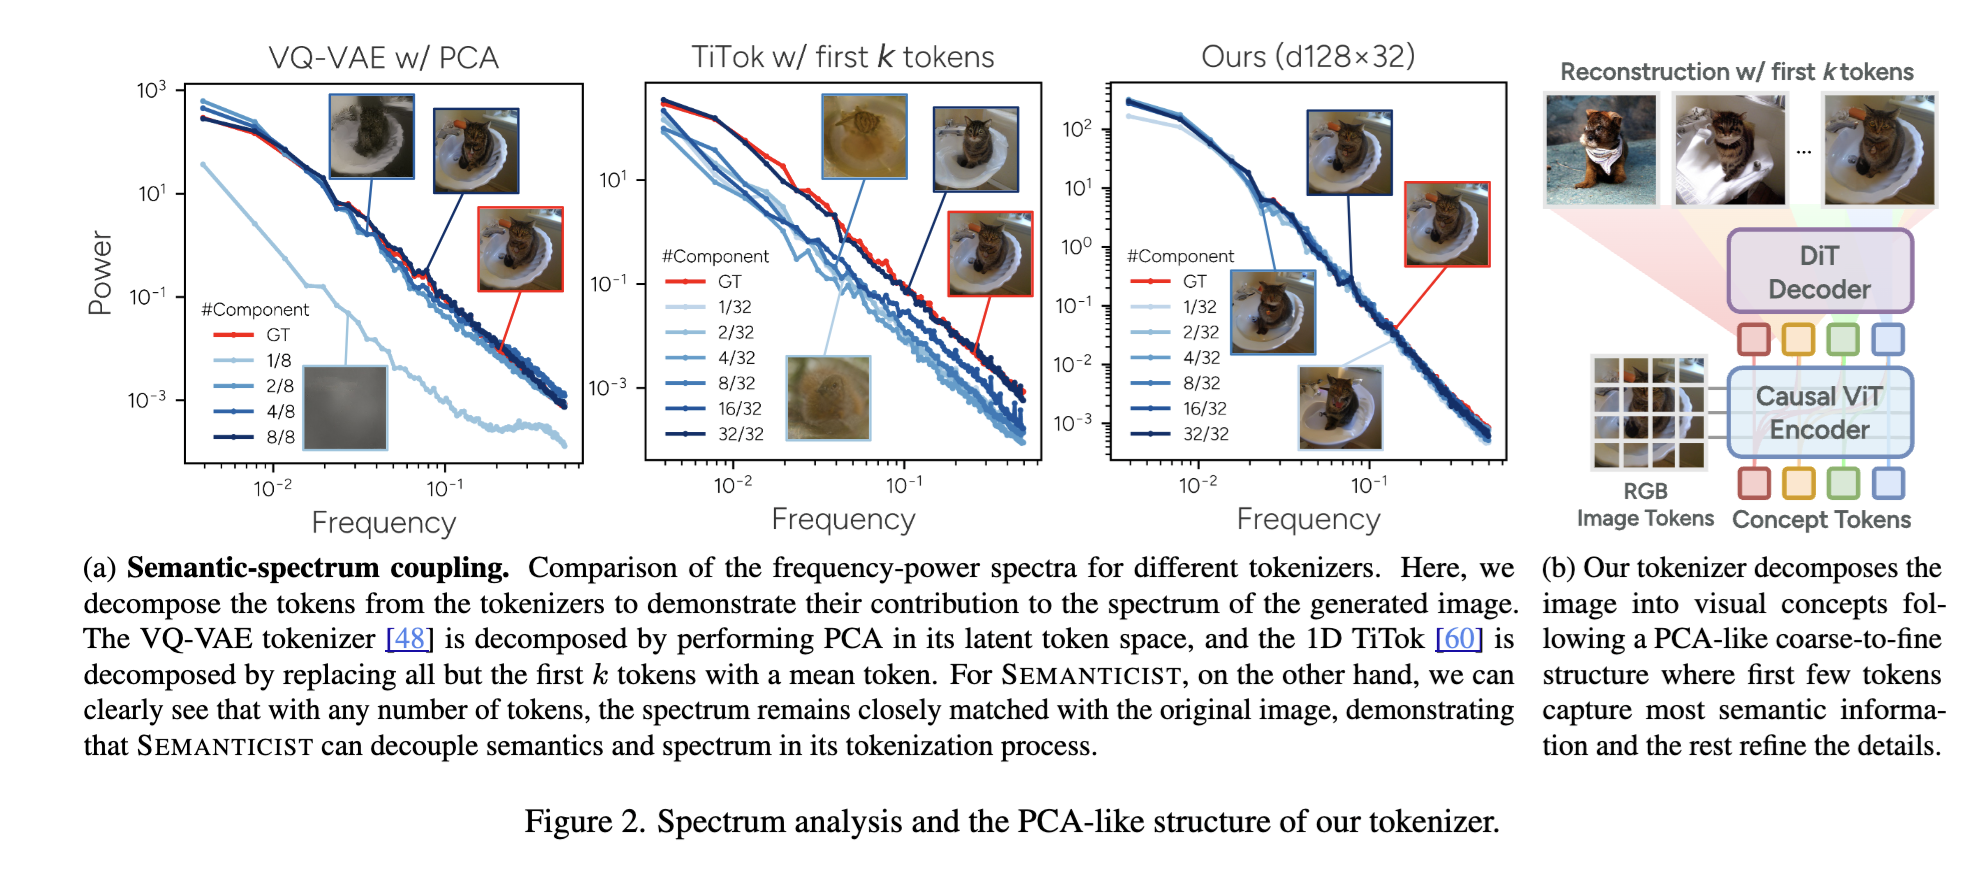 VQ-VAE w/ PCA
10³
10¹
10⁻¹
10⁻³
Power
#Component
GT
1/8
2/8
4/8
8/8
10⁻²
10⁻¹
Frequency
TiTok w/ first k tokens
10¹
10⁻¹
10⁻³
#Component
GT
1/32
2/32
4/32
8/32
16/32
32/32
10⁻²
10⁻¹
Frequency
Ours (d128×32)
10²
10¹
10⁰
10⁻¹
10⁻²
10⁻³
#Component
GT
1/32
2/32
4/32
8/32
16/32
32/32
10⁻²
10⁻¹
Frequency
Reconstruction w/ first k tokens
...
DiT
Decoder
Causal ViT
Encoder
RGB
Image Tokens
Concept Tokens
(a) Semantic-spectrum coupling. Comparison of the frequency-power spectra for different tokenizers. Here, we
decompose the tokens from the tokenizers to demonstrate their contribution to the spectrum of the generated image.
The VQ-VAE tokenizer [48] is decomposed by performing PCA in its latent token space, and the 1D TiTok [60] is
decomposed by replacing all but the first k tokens with a mean token. For SEMANTICIST, on the other hand, we can
clearly see that with any number of tokens, the spectrum remains closely matched with the original image, demonstrating
that SEMANTICIST can decouple semantics and spectrum in its tokenization process.
(b) Our tokenizer decomposes the
image into visual concepts fol-
lowing a PCA-like coarse-to-fine
structure where first few tokens
capture most semantic informa-
tion and the rest refine the details.
Figure 2. Spectrum analysis and the PCA-like structure of our tokenizer.